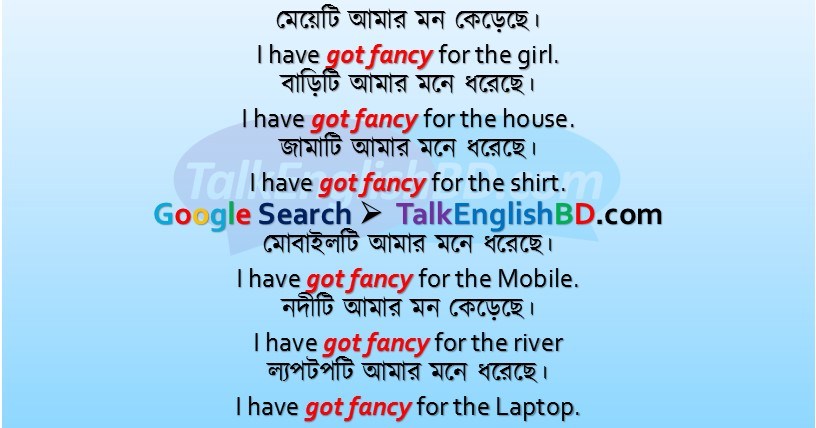 মেয়েটি আমার মন কেড়েছে।
I have got fancy for the girl.
বাড়িটি আমার মনে ধরেছে।
I have got fancy for the house.
জামাটি আমার মনে ধরেছে।
TalkEnglishBD.com
I have got fancy for the shirt.
Google Search ➢ TalkEnglishBD.com
মোবাইলটি আমার মনে ধরেছে।
I have got fancy for the Mobile.
নদীটি আমার মন কেড়েছে।
I have got fancy for the river
ল্যপটপটি আমার মনে ধরেছে।
I have got fancy for the Laptop.